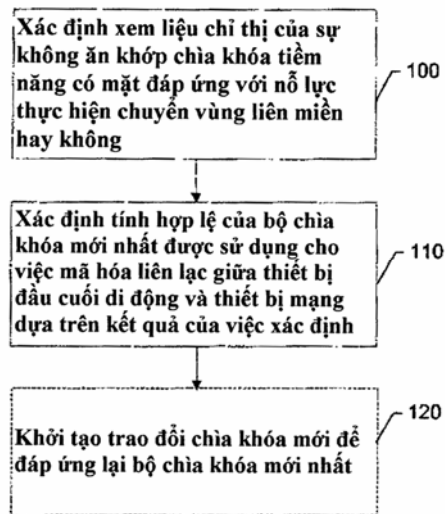 Xác định xem liệu chỉ thị của sự
không ăn khớp chìa khóa tiềm
năng có mặt đáp ứng với nỗ lực
thực hiện chuyển vùng liên miền
hay không
100
Xác định tính hợp lệ của bộ chìa
khóa mới nhất được sử dụng cho
việc mã hóa liên lạc giữa thiết bị
đầu cuối di động và thiết bị mạng
dựa trên kết quả của việc xác định
110
Khởi tạo trao đổi chìa khóa mới để
đáp ứng lại bộ chìa khóa mới nhất
120